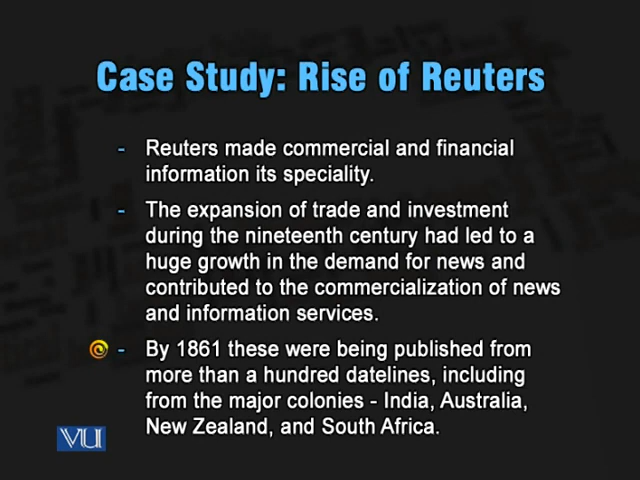 Case Study: Rise of Reuters
- Reuters made commercial and financial
information its speciality.
- The expansion of trade and investment
during the nineteenth century had led to a
huge growth in the demand for news and
contributed to the commercialization of news
and information services.
- By 1861 these were being published from
more than a hundred datelines, including
from the major colonies - India, Australia,
New Zealand, and South Africa.
VU